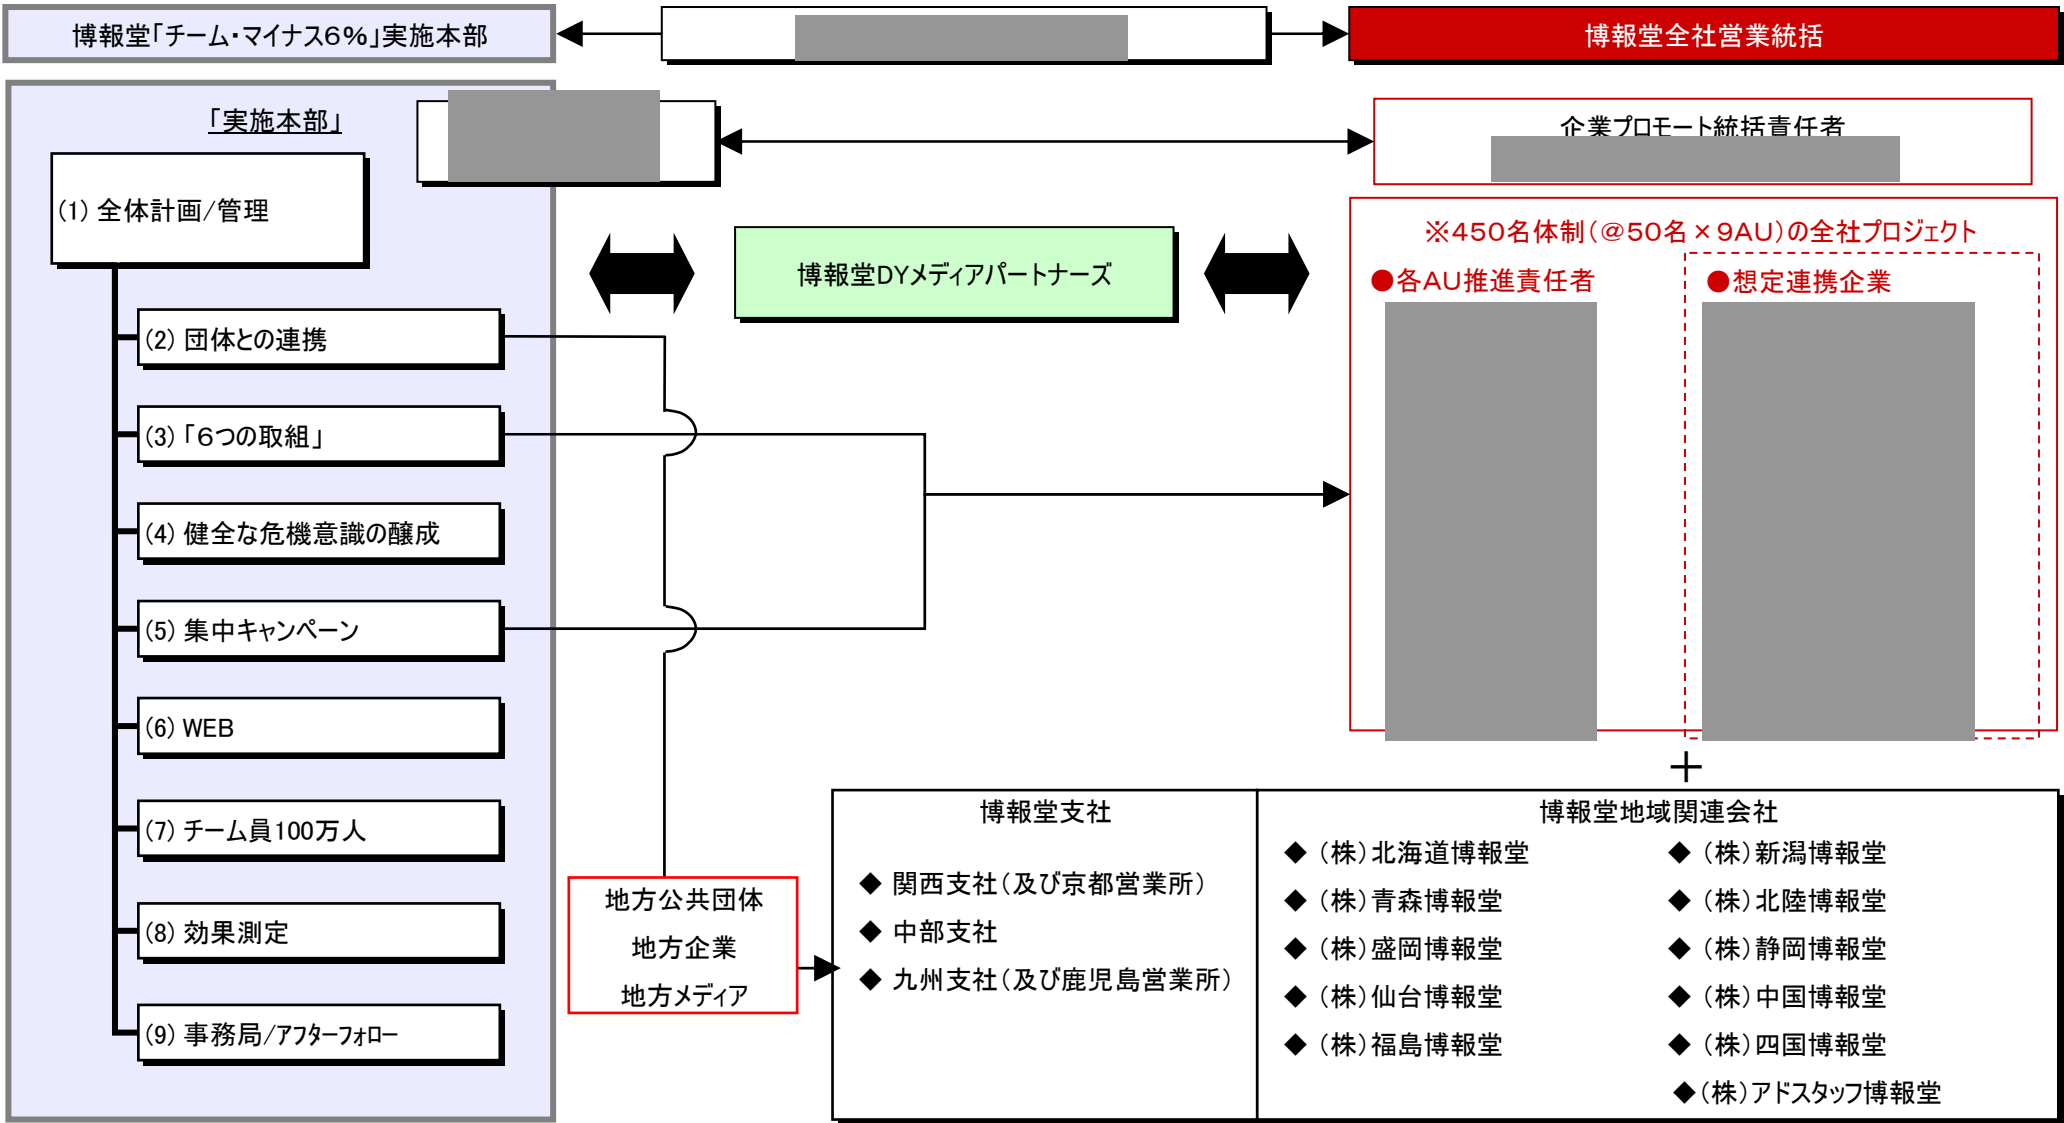 博報堂「チーム・マイナス6%」実施本部
博報堂全社営業統括
「実施本部」
企業プロモート統括責任者
(1) 全体計画/管理
(2) 団体との連携
(3) 「6つの取組」
(4) 健全な危機意識の醸成
(5) 集中キャンペーン
(6) WEB
(7) チーム員100万人
(8) 効果測定
(9) 事務局/アフターフォロー
博報堂DYメディアパートナーズ
※450名体制(@50名×9AU)の全社プロジェクト
●各AU推進責任者
●想定連携企業
+
地方公共団体
地方企業
地方メディア
博報堂支社
◆ 関西支社(及び京都営業所)
◆ 中部支社
◆ 九州支社(及び鹿児島営業所)
博報堂地域関連会社
◆ (株)北海道博報堂
◆ (株)青森博報堂
◆ (株)盛岡博報堂
◆ (株)仙台博報堂
◆ (株)福島博報堂
◆ (株)新潟博報堂
◆ (株)北陸博報堂
◆ (株)静岡博報堂
◆ (株)中国博報堂
◆ (株)四国博報堂
◆(株)アドスタッフ博報堂